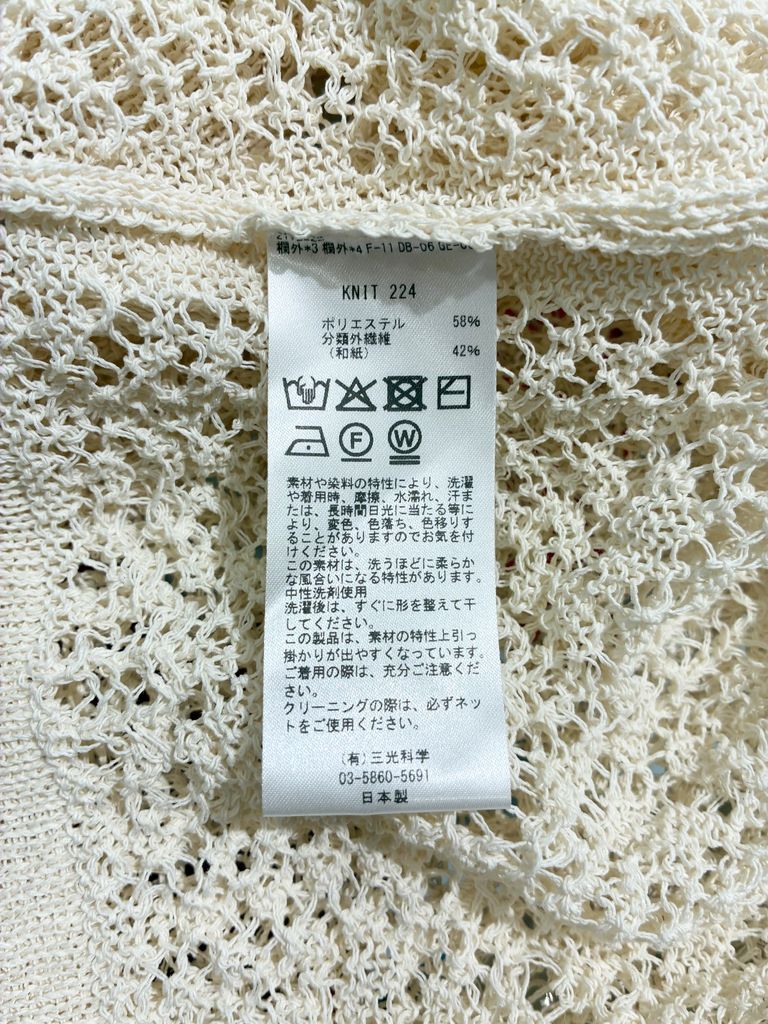 欄外*3 欄外*4 F-11 DB-06
KNIT 224
ポリエステル 58%
分類外繊維
(和紙) 42%
F
W
素材や染料の特性により、洗濯
や着用時、摩擦、水濡れ、汗ま
たは、長時間日光に当たる等に
より、変色、色落ち、色移りす
ることがありますのでお気を付
けください。
この素材は、洗うほどに柔らか
な風合いになる特性があります。
中性洗剤使用
洗濯後は、すぐに形を整えて干
してください。
この製品は、素材の特性上引っ
掛かりが出やすくなっています。
ご着用の際は、充分ご注意くだ
さい。
クリーニングの際は、必ずネッ
トをご使用ください。
(有)三光科学
03-5860-5691
日本製